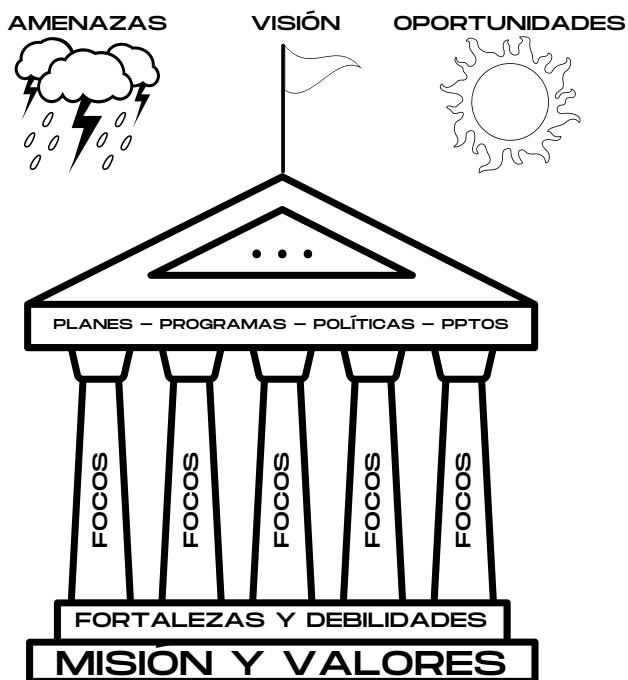 AMENAZAS
VISIÓN
OPORTUNIDADES
PLANES – PROGRAMAS – POLÍTICAS – PPTOS
FOCOS
FOCOS
FOCOS
FOCOS
FOCOS
FORTALEZAS Y DEBILIDADES
MISIÓN Y VALORES